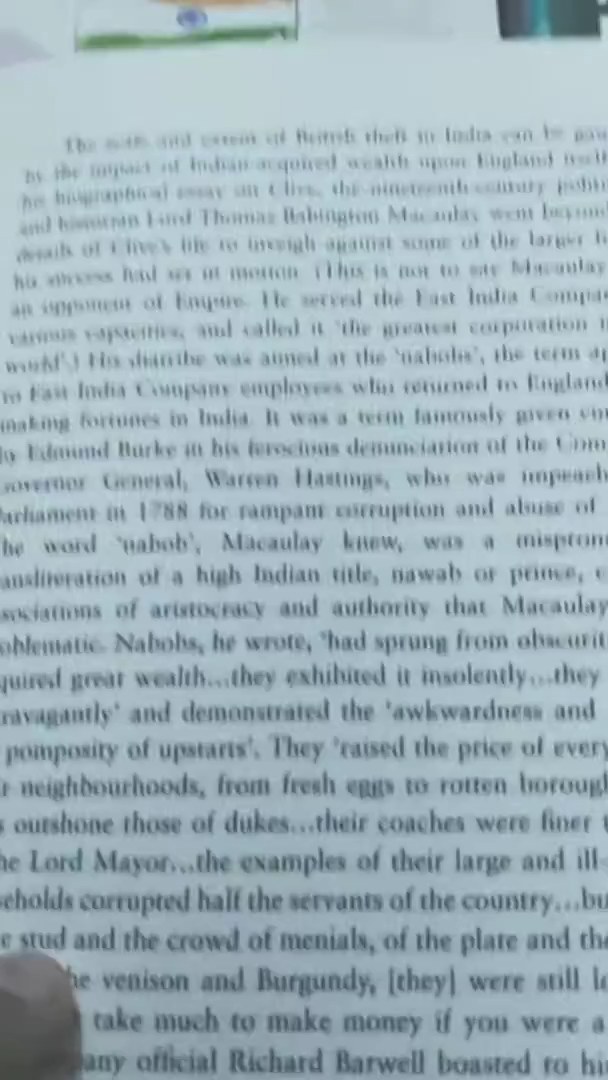 The and extent of British theft in India can be
by the impact of Indian-acquired wealth upon England itself
his biographical essay on Clive, the nineteenth-century
and historian Lord Thomas Babington Macaulay went beyond
details of Clive's life to inveigh against some of the larger
his success had set in motion. (This is not to say Macaulay
an opponent of Empire. He served the East India
various capacities, and called it 'the greatest corporation
world'.) His diatribe was aimed at the 'nabobs', the term
to East India Company employees who returned to England
making fortunes in India. It was a term famously given
by Edmund Burke in his ferocious denunciation of the
Governor General, Warren Hastings, who was
Parliament in 1788 for rampant corruption and abuse of
he word 'nabob', Macaulay knew, was a
ansliteration of a high Indian title, nawab or prince,
sociations of aristocracy and authority that Macaulay
oblematic. Nabobs, he wrote, 'had sprung from
quired great wealth...they exhibited it insolently...they
ravagantly' and demonstrated the 'awkwardness and
pomposity of upstarts'. They 'raised the price of every
r neighbourhoods, from fresh eggs to rotten
s outshone those of dukes...their coaches were finer
he Lord Mayor...the examples of their large and ill-
eholds corrupted half the servants of the country...bu
e stud and the crowd of menials, of the plate and the
he venison and Burgundy, [they] were still
take much to make money if you were a
any official Richard Barwell boasted to his